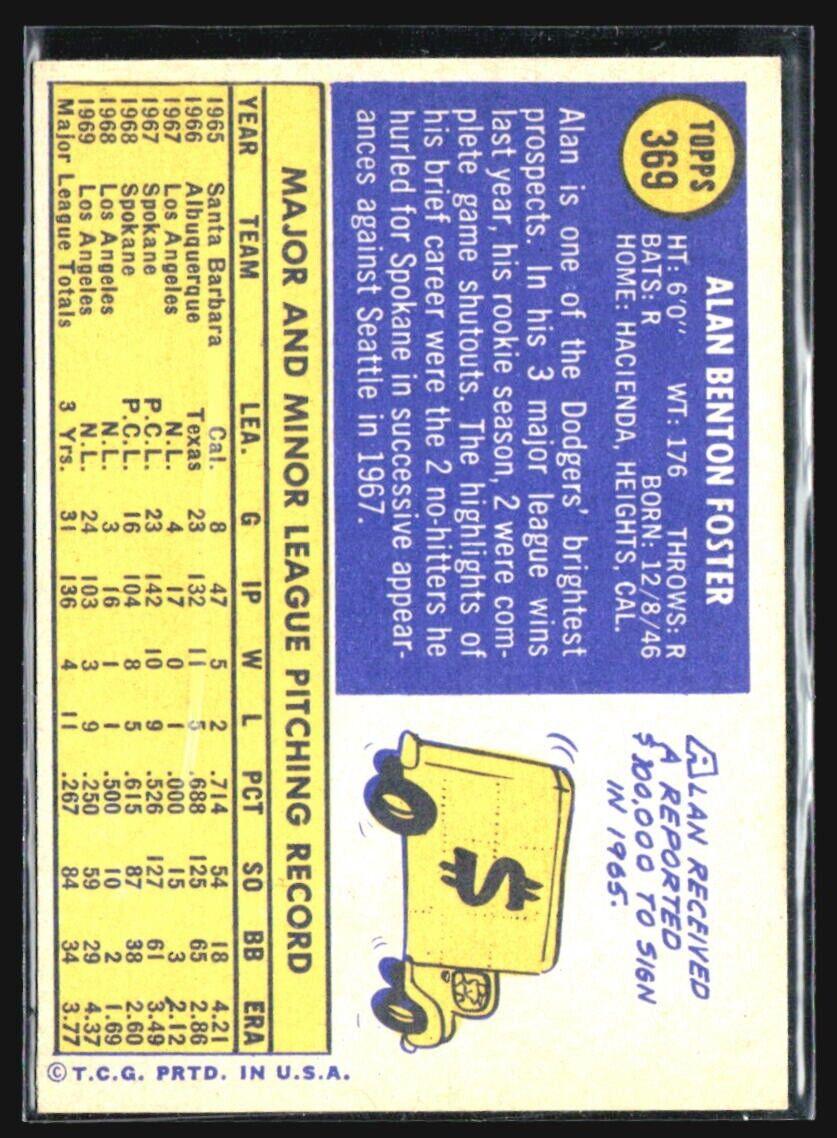 TOPPS
369
ALAN BENTON FOSTER
HT: 6'0" WT: 176 THROWS: R
BATS: R BORN: 12/8/46
HOME: HACIENDA, HEIGHTS, CAL.
Alan is one of the Dodgers' brightest
prospects. In his 3 major league wins
last year, his rookie season, 2 were com-
plete game shutouts. The highlights of
his brief career were the 2 no-hitters he
hurled for Spokane in successive appear-
ances against Seattle in 1967.
ALAN RECEIVED
A REPORTED
$100,000 TO SIGN
IN 1965.
$
MAJOR AND MINOR LEAGUE PITCHING RECORD
YEAR TEAM LEA. G IP W L PCT SO BB ERA
1965 Santa Barbara Cal. 8 47 5 2 .714 54 18 4.21
1966 Albuquerque Texas 23 132 11 5 .688 125 65 2.86
1967 Los Angeles N.L. 4 17 0 1 .000 15 3 2.12
1967 Spokane P.C.L. 23 142 10 9 .526 127 61 3.49
1968 Spokane P.C.L. 16 104 8 5 .615 87 38 2.60
1968 Los Angeles N.L. 3 16 1 1 .500 10 2 1.69
1969 Los Angeles N.L. 24 103 3 9 .250 59 29 4.37
Major League Totals 3 Yrs. 31 136 4 11 .267 84 34 3.77
© T.C.G. PRTD. IN U.S.A.